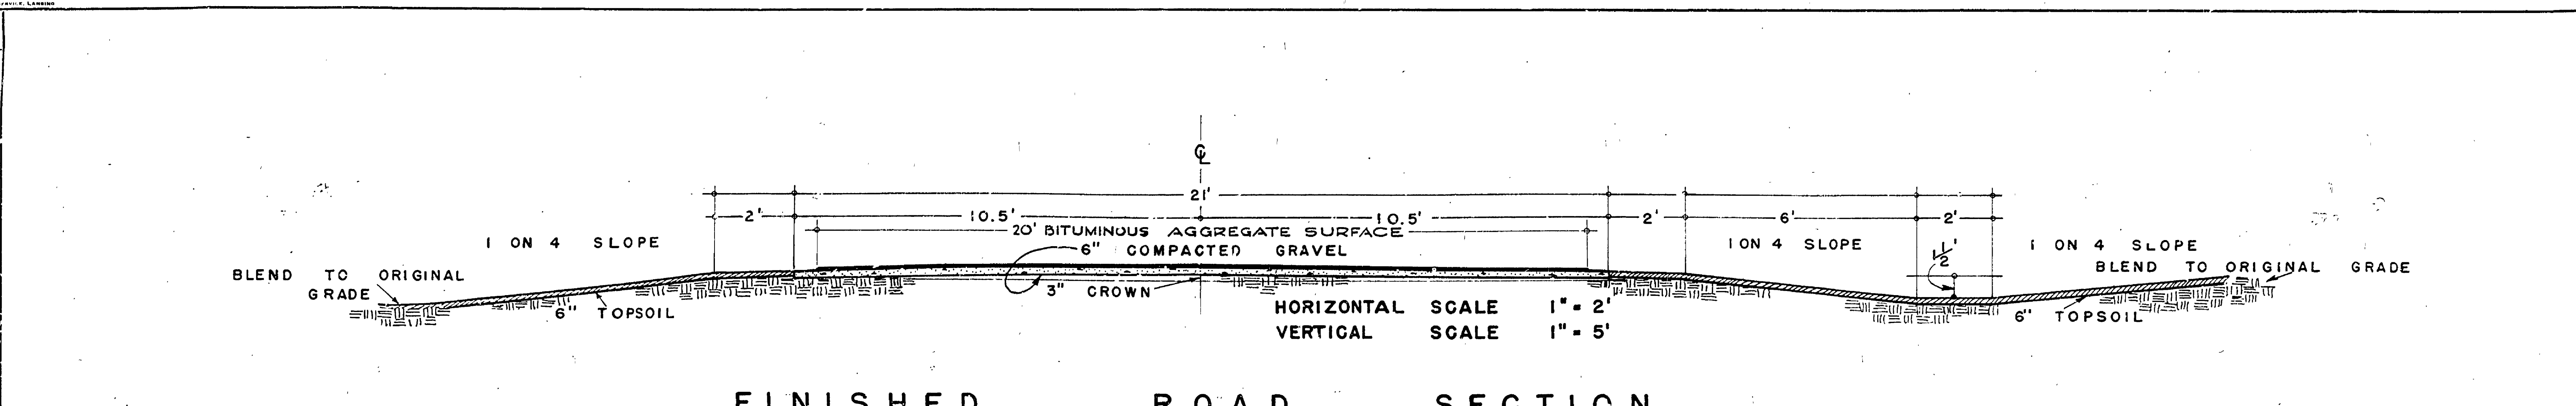 ℄
21'
2' 10.5' 10.5' 2' 6' 2'
20' BITUMINOUS AGGREGATE SURFACE
1 ON 4 SLOPE
6" COMPACTED GRAVEL
1 ON 4 SLOPE
1 1/2'
1 ON 4 SLOPE
BLEND TO ORIGINAL
GRADE
BLEND TO ORIGINAL GRADE
3" CROWN
6" TOPSOIL
6" TOPSOIL
HORIZONTAL SCALE 1" = 2'
VERTICAL SCALE 1" = 5'
FINISHED ROAD SECTION